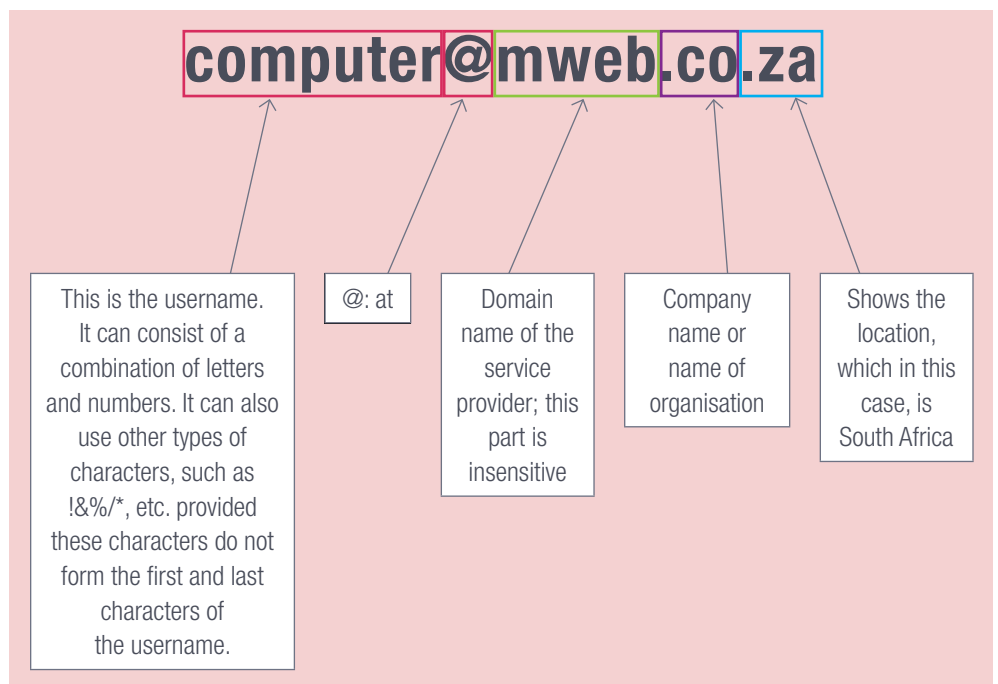 computer@mweb.co.za
This is the username.
It can consist of a
combination of letters
and numbers. It can also
use other types of
characters, such as
!&%/*, etc. provided
these characters do not
form the first and last
characters of
the username.
@: at
Domain
name of the
service
provider; this
part is
insensitive
Company
name or
name of
organisation
Shows the
location,
which in this
case, is
South Africa